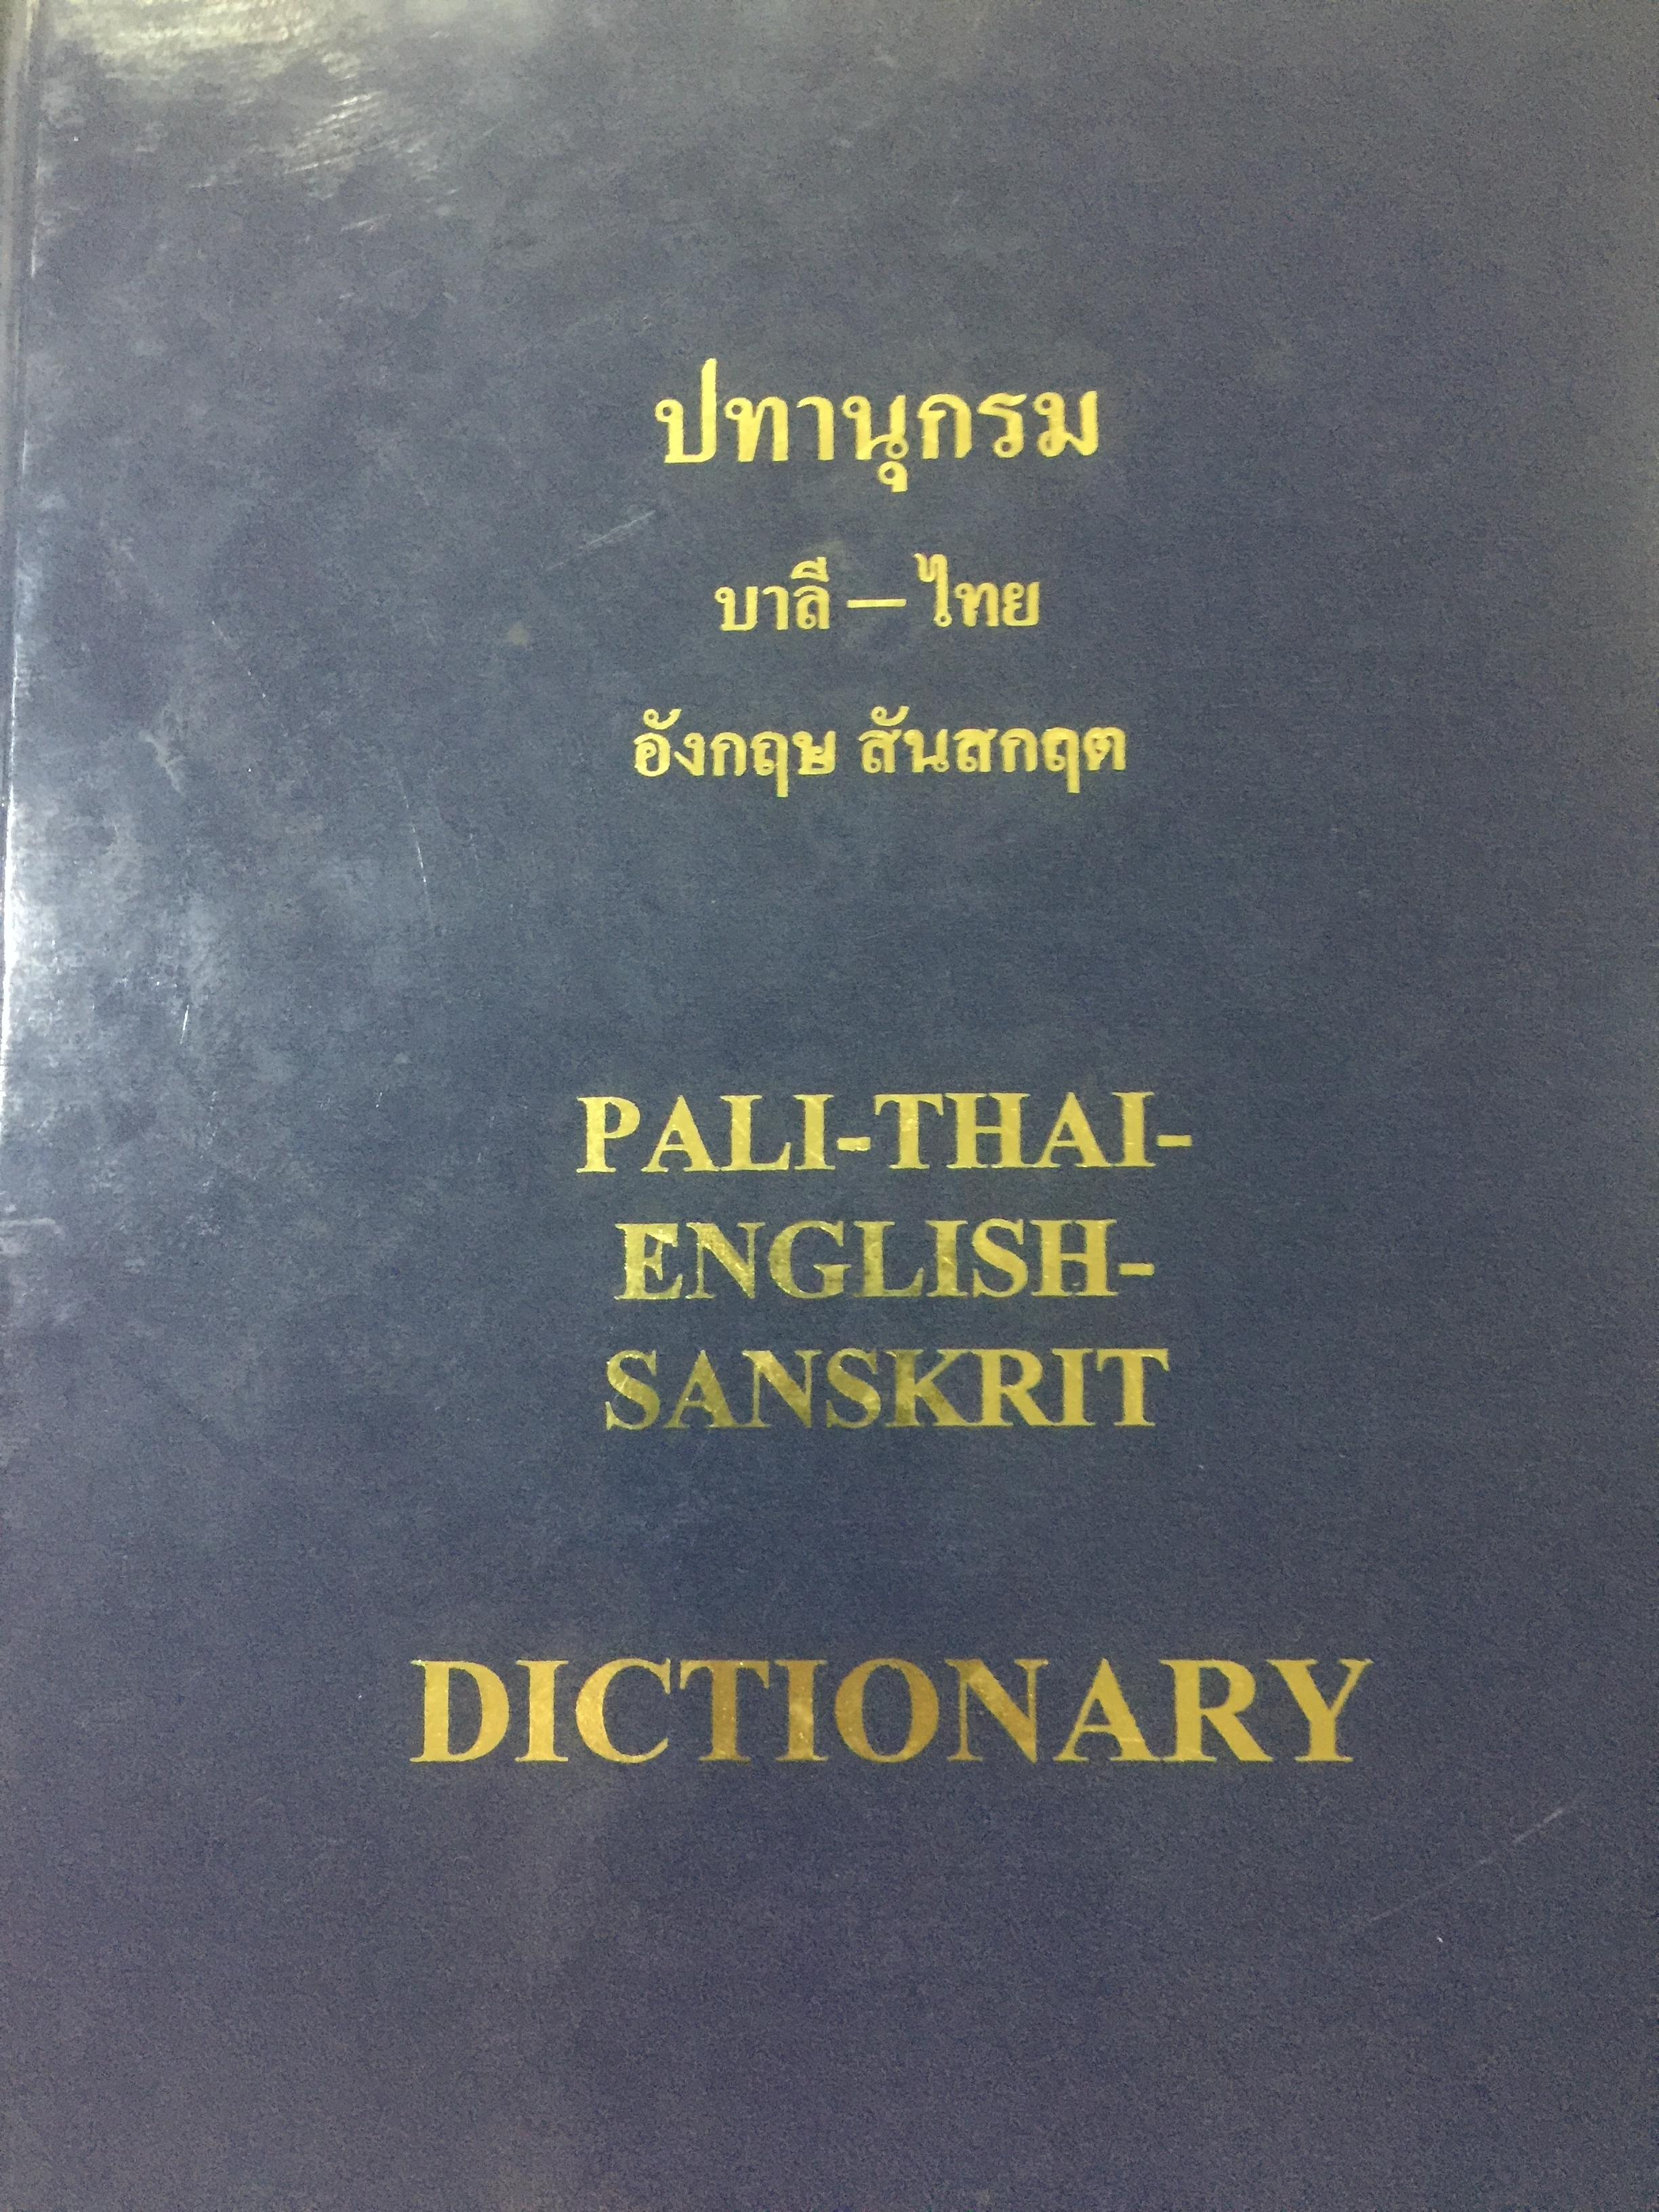 ปทานุกรม
บาลี — ไทย
อังกฤษ สันสกฤต
PALI-THAI-
ENGLISH-
SANSKRIT
DICTIONARY